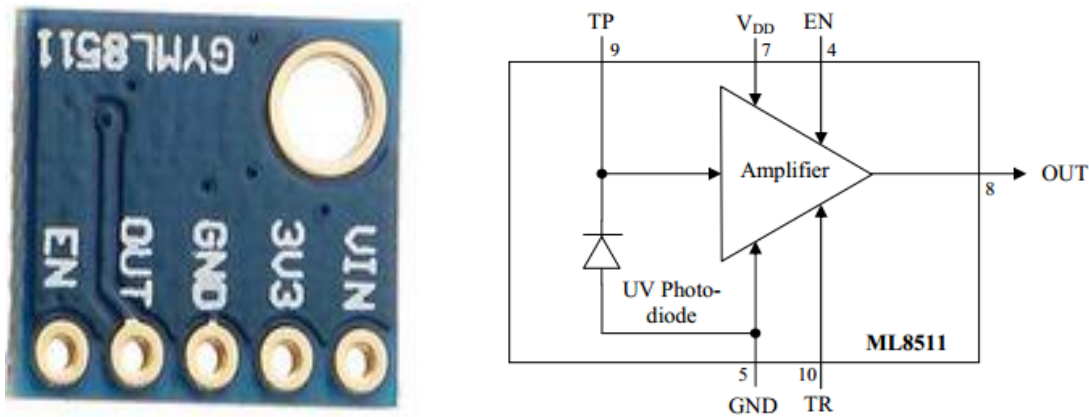 GYML8511
EN
OUT
GND
3V3
VIN
TP
9
VDD
7
EN
4
Amplifier
OUT
8
UV Photo-
diode
ML8511
5
GND
10
TR